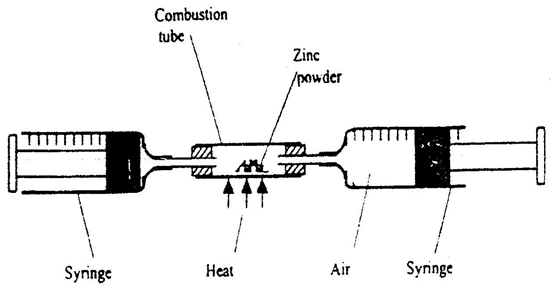 Combustion
tube
Zinc
powder
Syringe
Heat
Air
Syringe